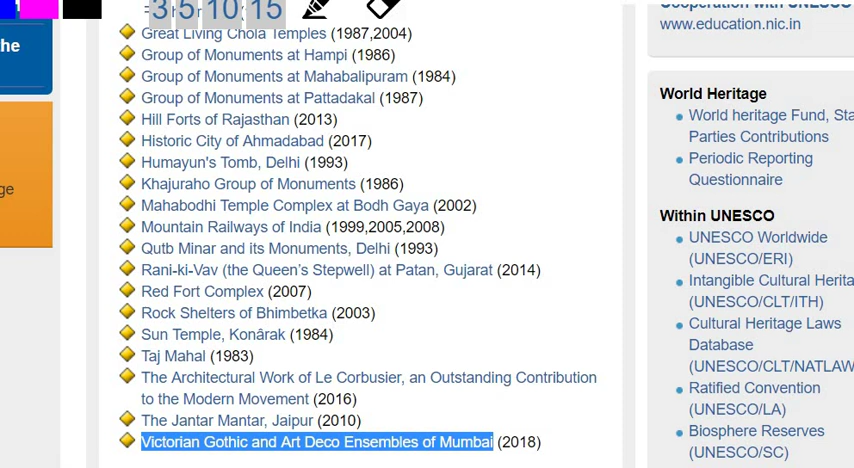 3 5 10 15
Great Living Chola Temples (1987,2004)
Group of Monuments at Hampi (1986)
Group of Monuments at Mahabalipuram (1984)
Group of Monuments at Pattadakal (1987)
Hill Forts of Rajasthan (2013)
Historic City of Ahmadabad (2017)
Humayun's Tomb, Delhi (1993)
Khajuraho Group of Monuments (1986)
Mahabodhi Temple Complex at Bodh Gaya (2002)
Mountain Railways of India (1999,2005,2008)
Qutb Minar and its Monuments, Delhi (1993)
Rani-ki-Vav (the Queen’s Stepwell) at Patan, Gujarat (2014)
Red Fort Complex (2007)
Rock Shelters of Bhimbetka (2003)
Sun Temple, Konârak (1984)
Taj Mahal (1983)
The Architectural Work of Le Corbusier, an Outstanding Contribution
to the Modern Movement (2016)
The Jantar Mantar, Jaipur (2010)
Victorian Gothic and Art Deco Ensembles of Mumbai (2018)
he
ge
Cooperation with UNESCO
www.education.nic.in
World Heritage
World heritage Fund, Sta
Parties Contributions
Periodic Reporting
Questionnaire
Within UNESCO
UNESCO Worldwide
(UNESCO/ERI)
Intangible Cultural Herita
(UNESCO/CLT/ITH)
Cultural Heritage Laws
Database
(UNESCO/CLT/NATLAW
Ratified Convention
(UNESCO/LA)
Biosphere Reserves
(UNESCO/SC)